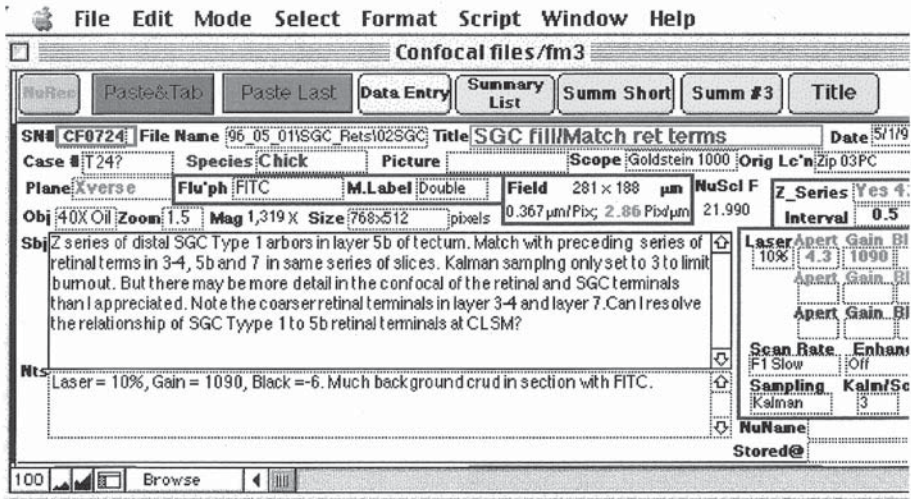 File Edit Mode Select Format Script Window Help
Confocal files/fm3
NuRec Paste&Tab Paste Last Data Entry Summary List Summ Short Summ #3 Title
SN# CF0724 File Name 96_05_01\SGC_Rets\02SGC Title SGC fill/Match ret terms Date 5/1/9
Case # T24? Species Chick Picture Scope Goldstein 1000 Orig Lc'n Zip 03PC
Plane Xverse Flu'ph FITC M.Label Double Field 281 x 188 µm NuScl F Z_Series Yes 4.
Obj 40X Oil Zoom 1.5 Mag 1,319 X Size 768x512 pixels 0.367 µm/Pix; 2.86 Pix/µm 21.990 Interval 0.5
Sbj Z series of distal SGC Type 1 arbors in layer 5b of tectum. Match with preceding series of
retinal terms in 3-4, 5b and 7 in same series of slices. Kalman samplng only set to 3 to limit
burnout. But there may be more detail in the confocal of the retinal and SGC terminals
than I appreciated. Note the coarser retinal terminals in layer 3-4 and layer 7. Can I resolve
the relationship of SGC Tyype 1 to 5b retinal terminals at CLSM?
Laser Apert Gain Bl
10% 4.3 1090
Apert Gain Bl
Apert Gain Bl
Scan Rate Enhanc
F1 Slow Off
Nts Laser = 10%, Gain = 1090, Black =-6. Much background crud in section with FITC.
Sampling Kalm/Sc
Kalman 3
NuName
Stored@
100 Browse